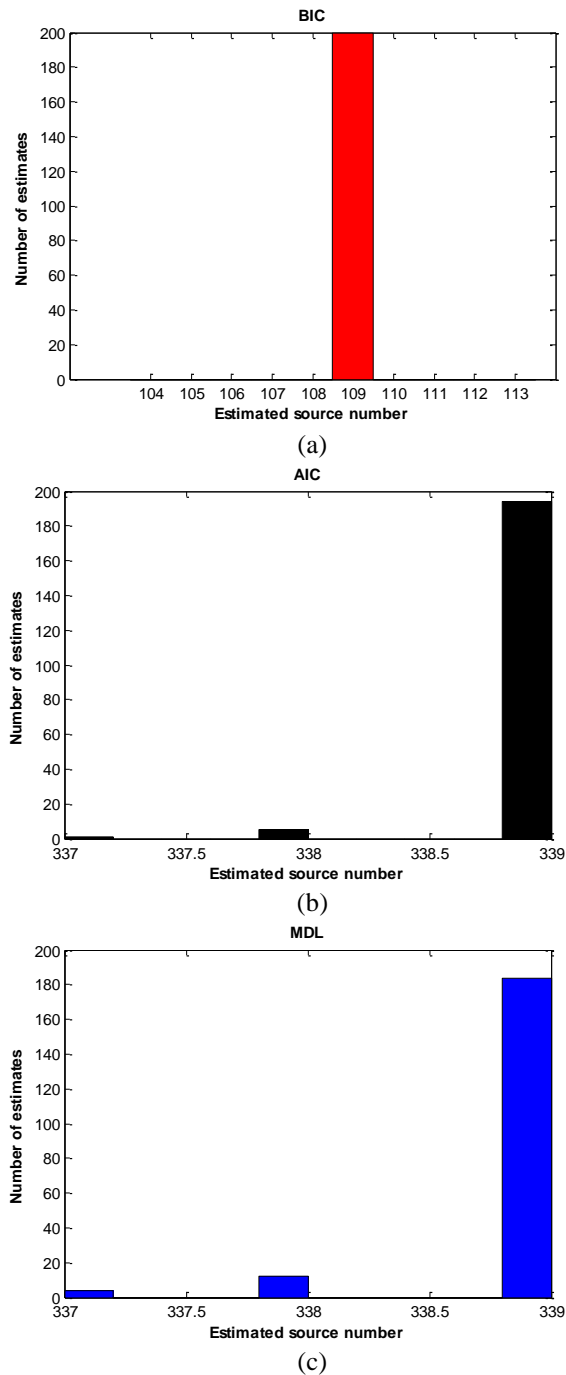 BIC
200
180
160
140
120
100
80
60
40
20
0
Number of estimates
104 105 106 107 108 109 110 111 112 113
Estimated source number
(a)
AIC
200
180
160
140
120
100
80
60
40
20
0
Number of estimates
337 337.5 338 338.5 339
Estimated source number
(b)
MDL
200
180
160
140
120
100
80
60
40
20
0
Number of estimates
337 337.5 338 338.5 339
Estimated source number
(c)